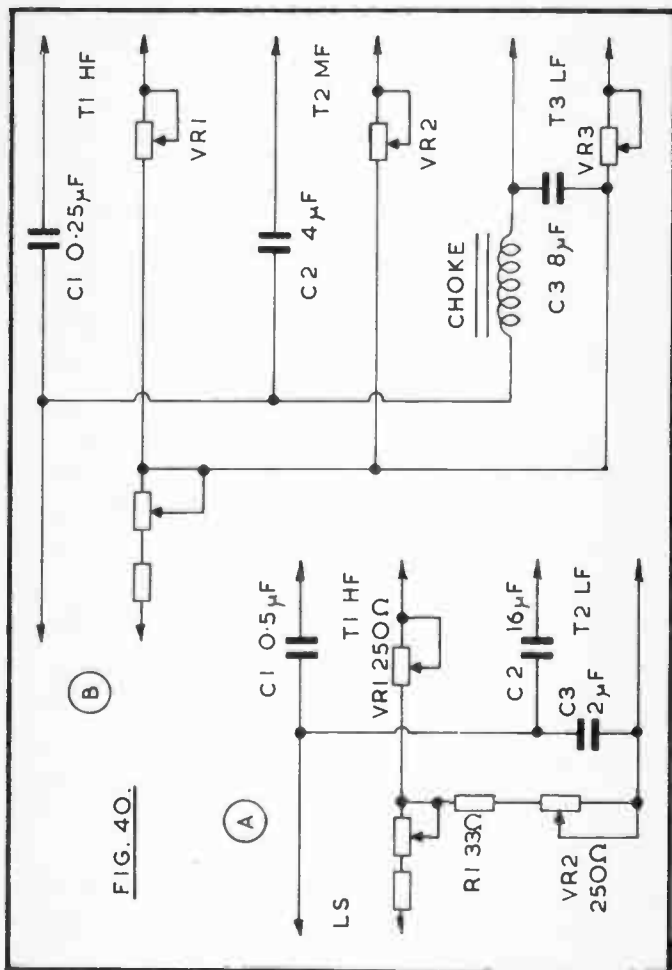 FIG. 40.
A
LS
C1 0·5µF
T1 HF
VR1 250Ω
C2 16µF
C3
2µF
T2 LF
R1 33Ω
VR2
250Ω
B
C1 0·25µF
T1 HF
VR1
C2 4µF
T2 MF
VR2
CHOKE
C3 8µF
T3 LF
VR3